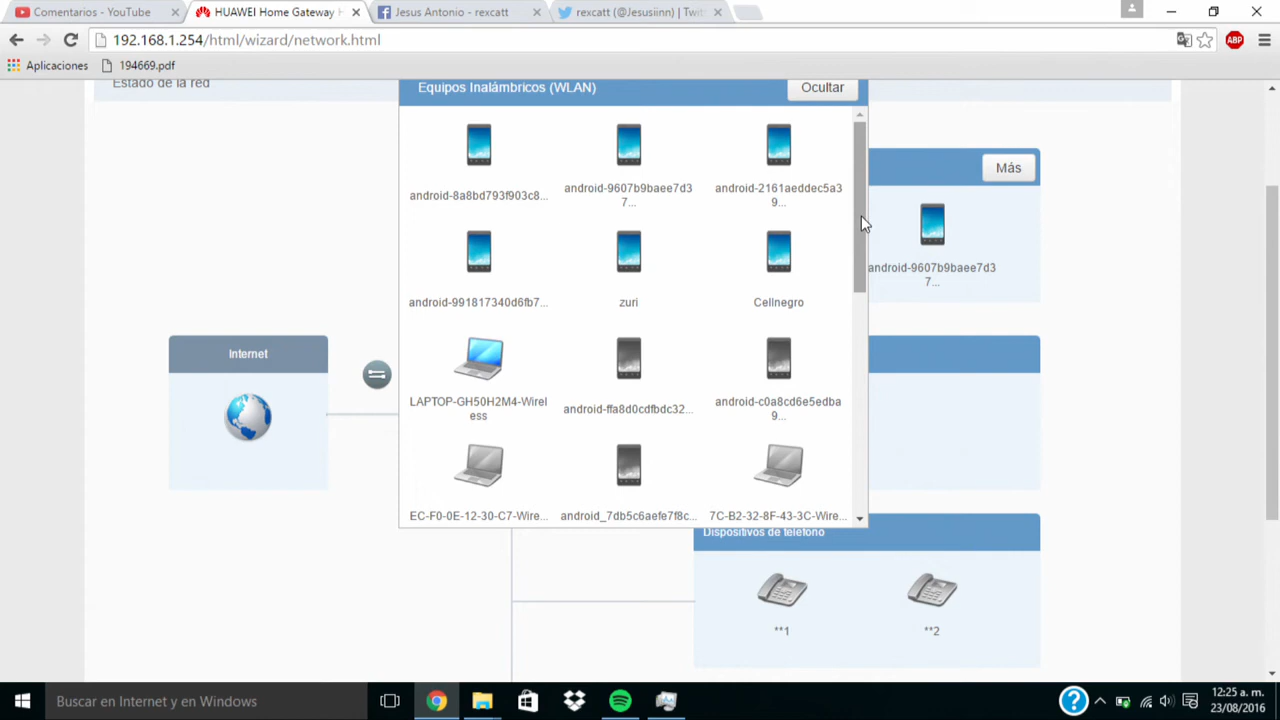 Comentarios - YouTube
HUAWEI Home Gateway H
Jesus Antonio - rexcatt
rexcatt (@Jesusiinn) | Twit
192.168.1.254/html/wizard/network.html
ABP
Aplicaciones
194669.pdf
Estado de la red
Equipos Inalámbricos (WLAN)
Ocultar
Más
android-8a8bd793f903c8...
android-9607b9baee7d3
7...
android-2161aeddec5a3
9...
android-9607b9baee7d3
7...
android-991817340d6fb7...
zuri
Cellnegro
Internet
LAPTOP-GH50H2M4-Wirel
ess
android-ffa8d0cdfbdc32...
android-c0a8cd6e5edba
9...
EC-F0-0E-12-30-C7-Wire...
android_7db5c6aefe7f8c...
7C-B2-32-8F-43-3C-Wire...
Dispositivos de teléfono
**1
**2
Buscar en Internet y en Windows
12:25 a. m.
23/08/2016